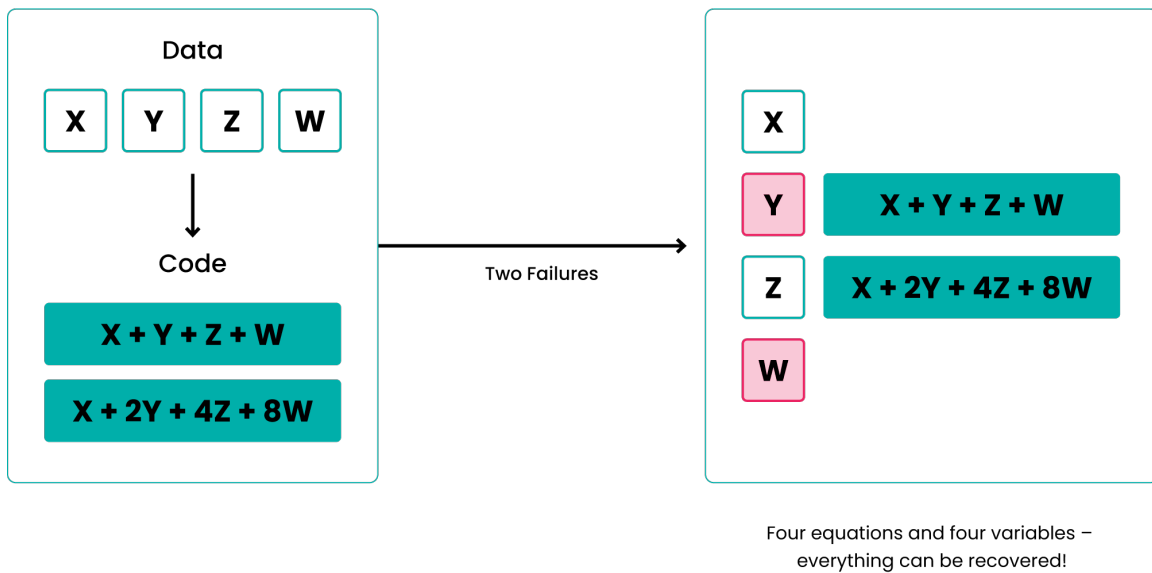 Data
X Y Z W
Code
X + Y + Z + W
X + 2Y + 4Z + 8W
Two Failures
X
Y X + Y + Z + W
Z X + 2Y + 4Z + 8W
W
Four equations and four variables –
everything can be recovered!